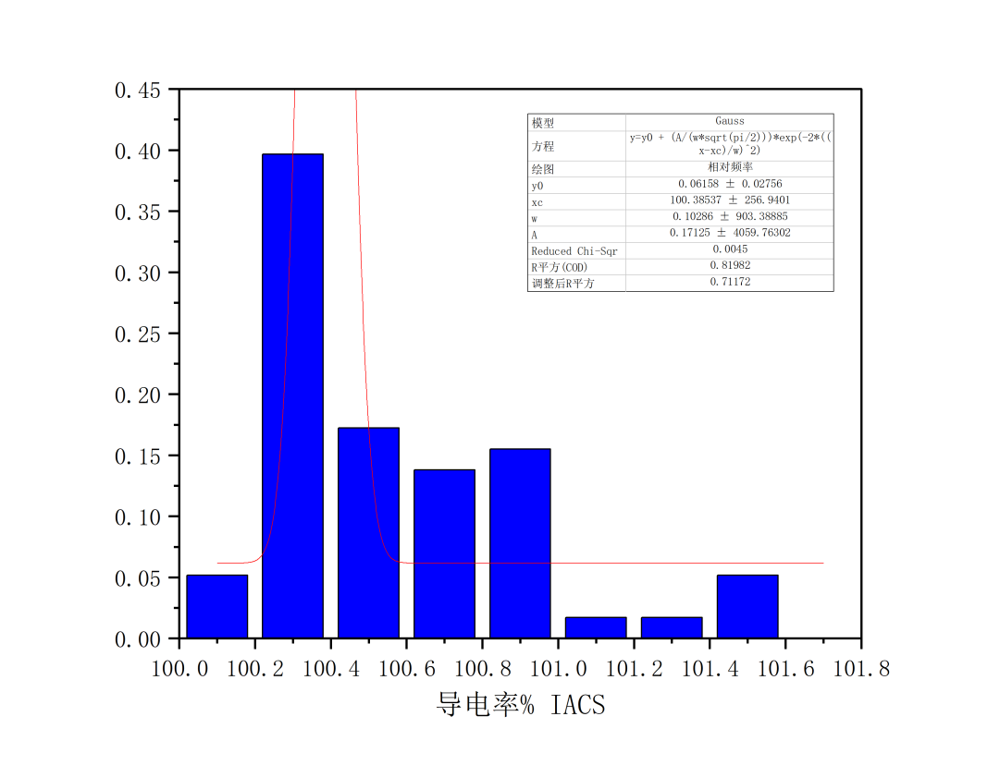 0.45
0.40
0.35
0.30
0.25
0.20
0.15
0.10
0.05
0.00
100.0 100.2 100.4 100.6 100.8 101.0 101.2 101.4 101.6 101.8
导电率% IACS
模型 Gauss
方程 y=y0 + (A/(w*sqrt(pi/2)))*exp(-2*((
x-xc)/w)^2)
绘图 相对频率
y0 0.06158 ± 0.02756
xc 100.38537 ± 256.9401
w 0.10286 ± 903.38885
A 0.17125 ± 4059.76302
Reduced Chi-Sqr 0.0045
R平方(COD) 0.81982
调整后R平方 0.71172